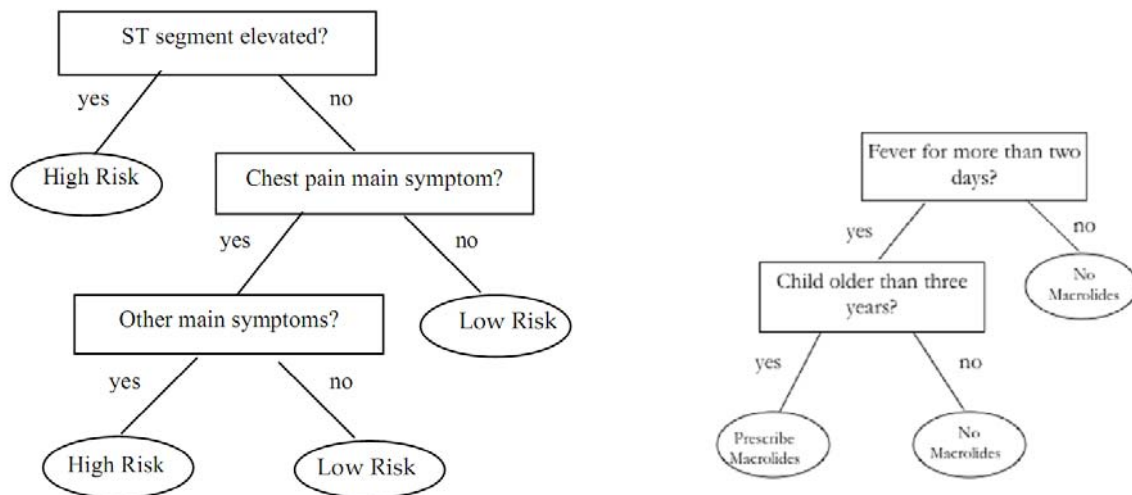 ST segment elevated?
yes
no
High Risk
Chest pain main symptom?
yes
no
Other main symptoms?
Low Risk
yes
no
High Risk
Low Risk
Fever for more than two
days?
yes
no
Child older than three
years?
No
Macrolides
yes
no
Prescribe
Macrolides
No
Macrolides